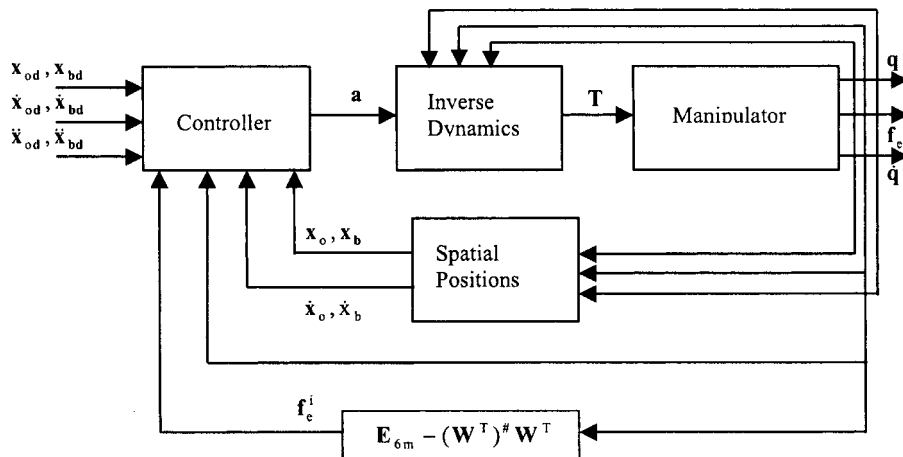 x_od , x_bd
ẋ_od , ẋ_bd
ẍ_od , ẍ_bd
Controller
a
Inverse
Dynamics
T
Manipulator
q
f_e
q̇
x_o , x_b
Spatial
Positions
ẋ_o , ẋ_b
f_e^i
E_6m − (W^T)^# W^T